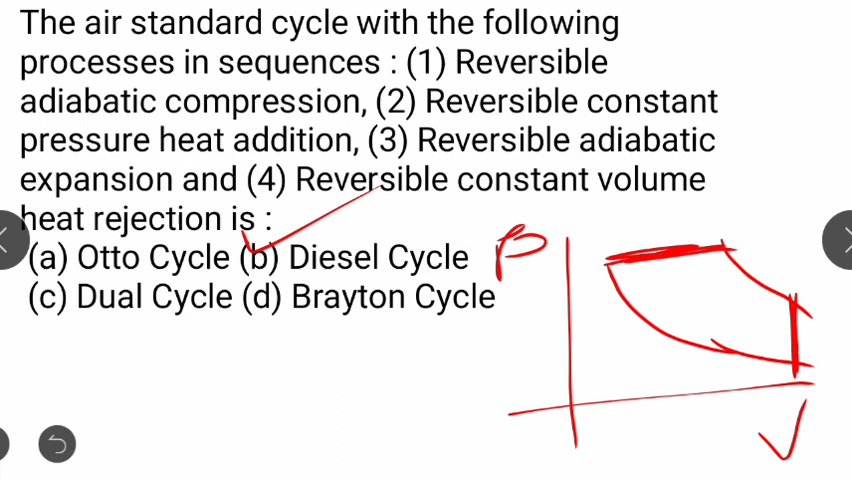 The air standard cycle with the following
processes in sequences : (1) Reversible
adiabatic compression, (2) Reversible constant
pressure heat addition, (3) Reversible adiabatic
expansion and (4) Reversible constant volume
heat rejection is :
(a) Otto Cycle (b) Diesel Cycle
(c) Dual Cycle (d) Brayton Cycle
P
V